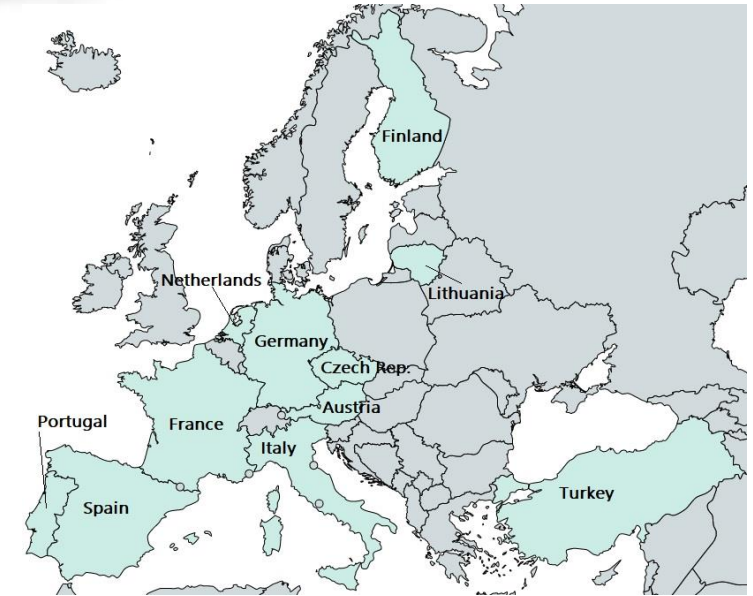 Finland
Netherlands
Lithuania
Germany
Czech Rep.
Austria
Portugal
France
Italy
Spain
Turkey